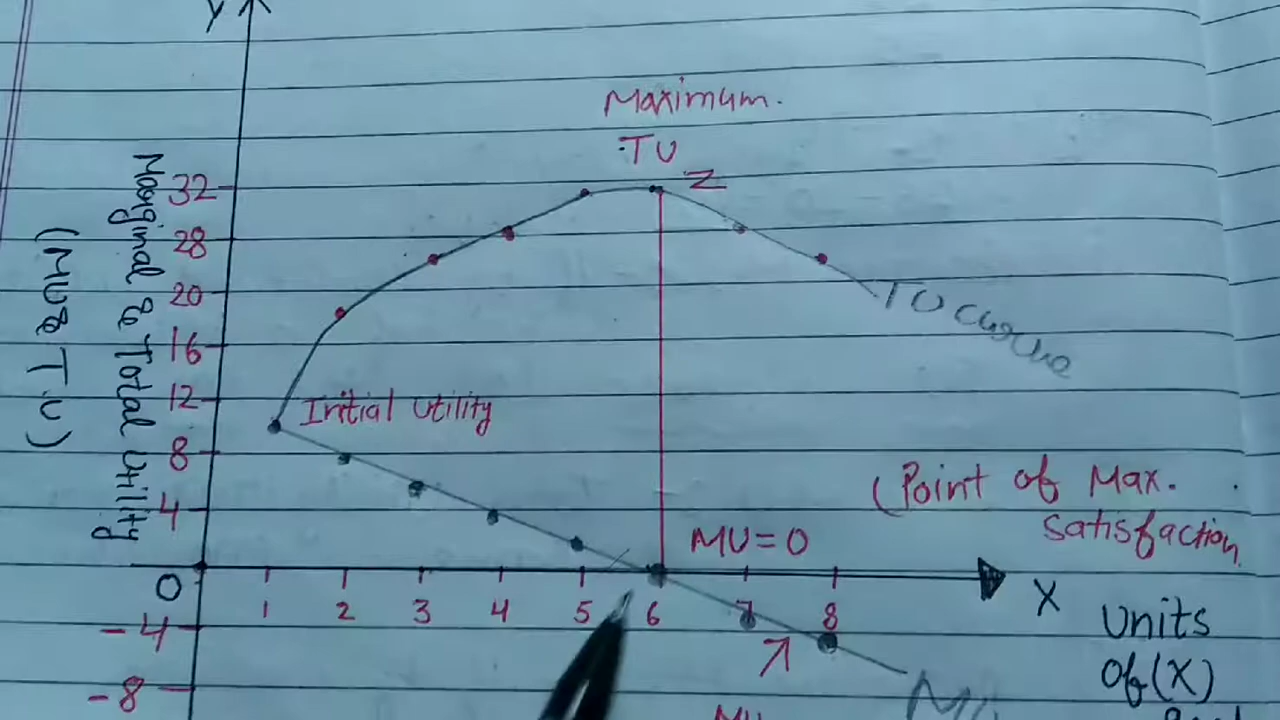 Y
Maximum.
TU
Z
Marginal & Total Utility
(MU & T.U)
32
28
20
16
12
8
4
0
-4
-8
TU Curve
Initial Utility
(Point of Max.
Satisfaction
MU=0
1 2 3 4 5 6 7 8
X
Units
Of(X)
MU